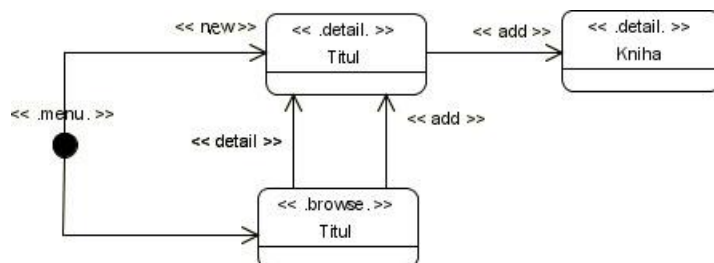 << new>>
<< .detail. >>
Titul
<< add >>
<< .detail. >>
Kniha
<< .menu. >>
<< detail >>
<< add >>
<< .browse. >>
Titul